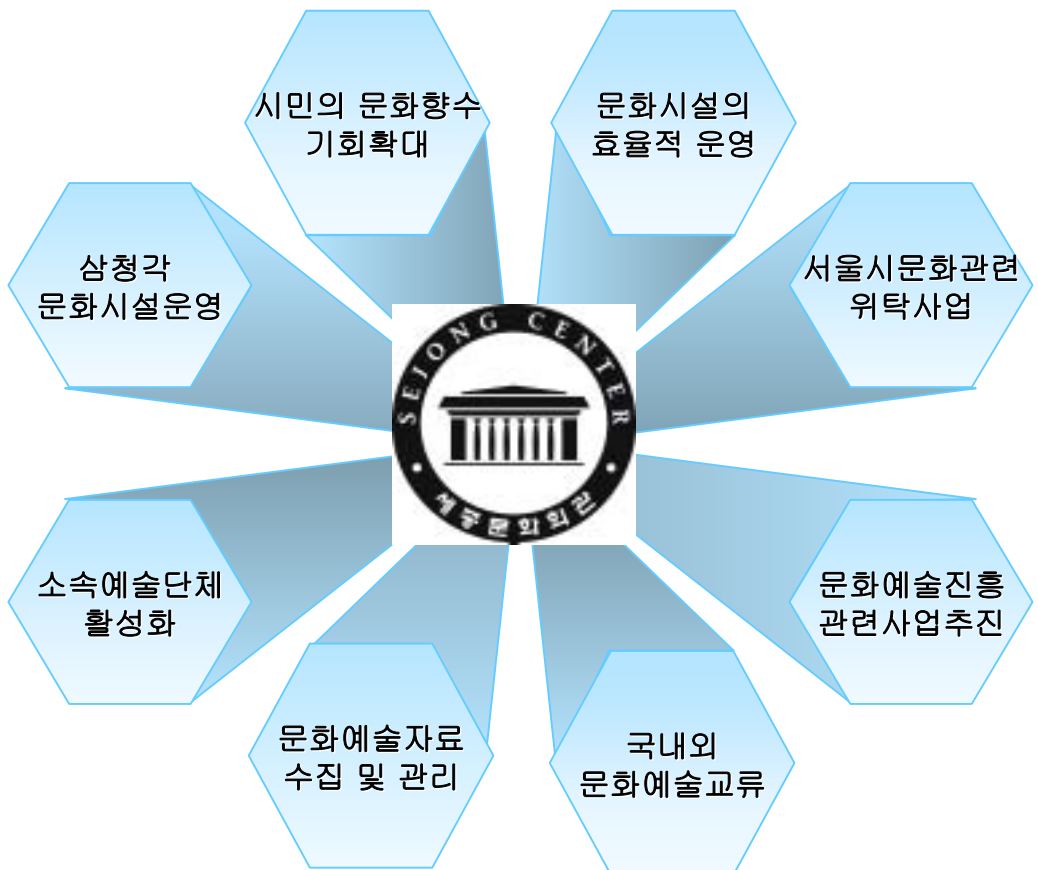 시민의 문화향수
기회확대
문화시설의
효율적 운영
삼청각
문화시설운영
서울시문화관련
위탁사업
SEJONG CENTER
세종문화회관
소속예술단체
활성화
문화예술진흥
관련사업추진
문화예술자료
수집 및 관리
국내외
문화예술교류